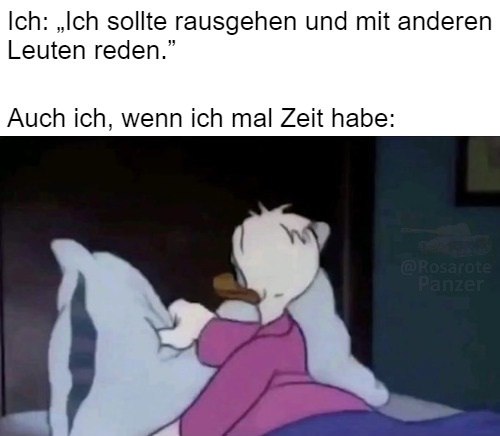 Ich: „Ich sollte rausgehen und mit anderen
Leuten reden.”
Auch ich, wenn ich mal Zeit habe:
@Rosarote
Panzer